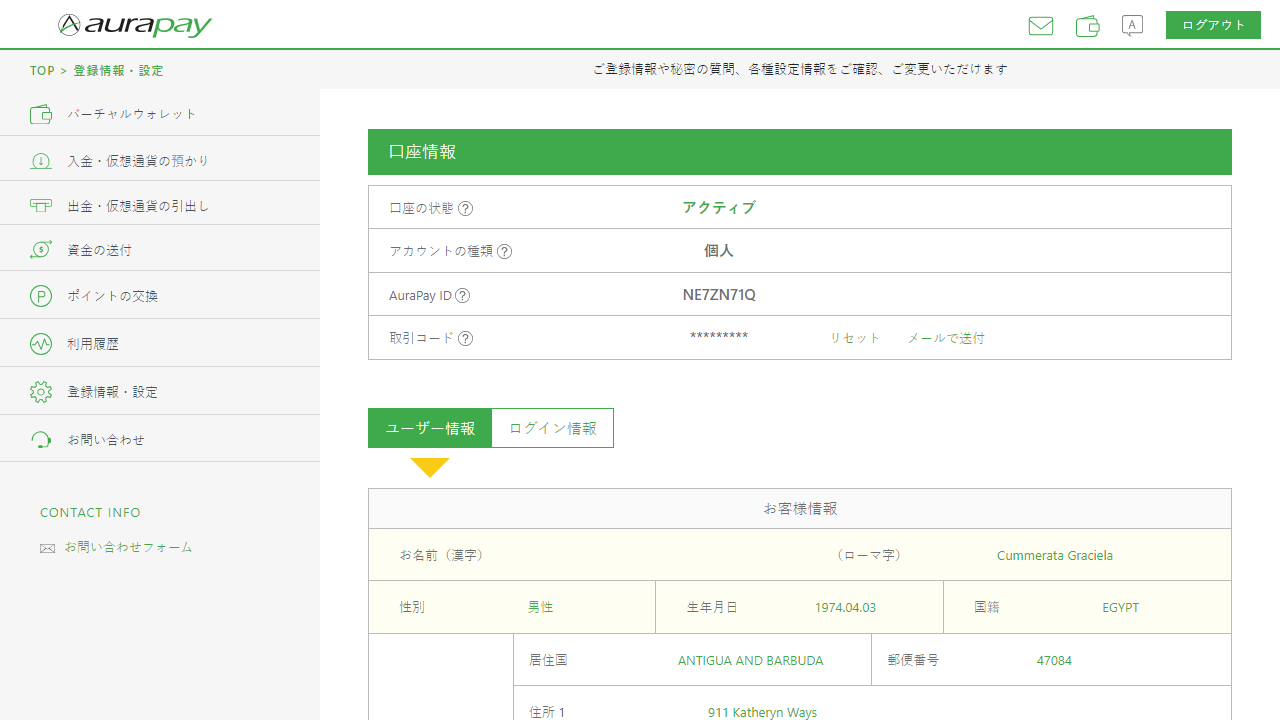 aurapay
A
ログアウト
TOP > 登録情報・設定
ご登録情報や秘密の質問、各種設定情報をご確認、ご変更いただけます
バーチャルウォレット
入金・仮想通貨の預かり
出金・仮想通貨の引出し
資金の送付
ポイントの交換
利用履歴
登録情報・設定
お問い合わせ
CONTACT INFO
お問い合わせフォーム
口座情報
口座の状態 ? アクティブ
アカウントの種類 ? 個人
AuraPay ID ? NE7ZN71Q
取引コード ? ********* リセット メールで送付
ユーザー情報 ログイン情報
お客様情報
お名前（漢字） （ローマ字） Cummerata Graciela
性別 男性 生年月日 1974.04.03 国籍 EGYPT
居住国 ANTIGUA AND BARBUDA 郵便番号 47084
住所 1 911 Katheryn Ways